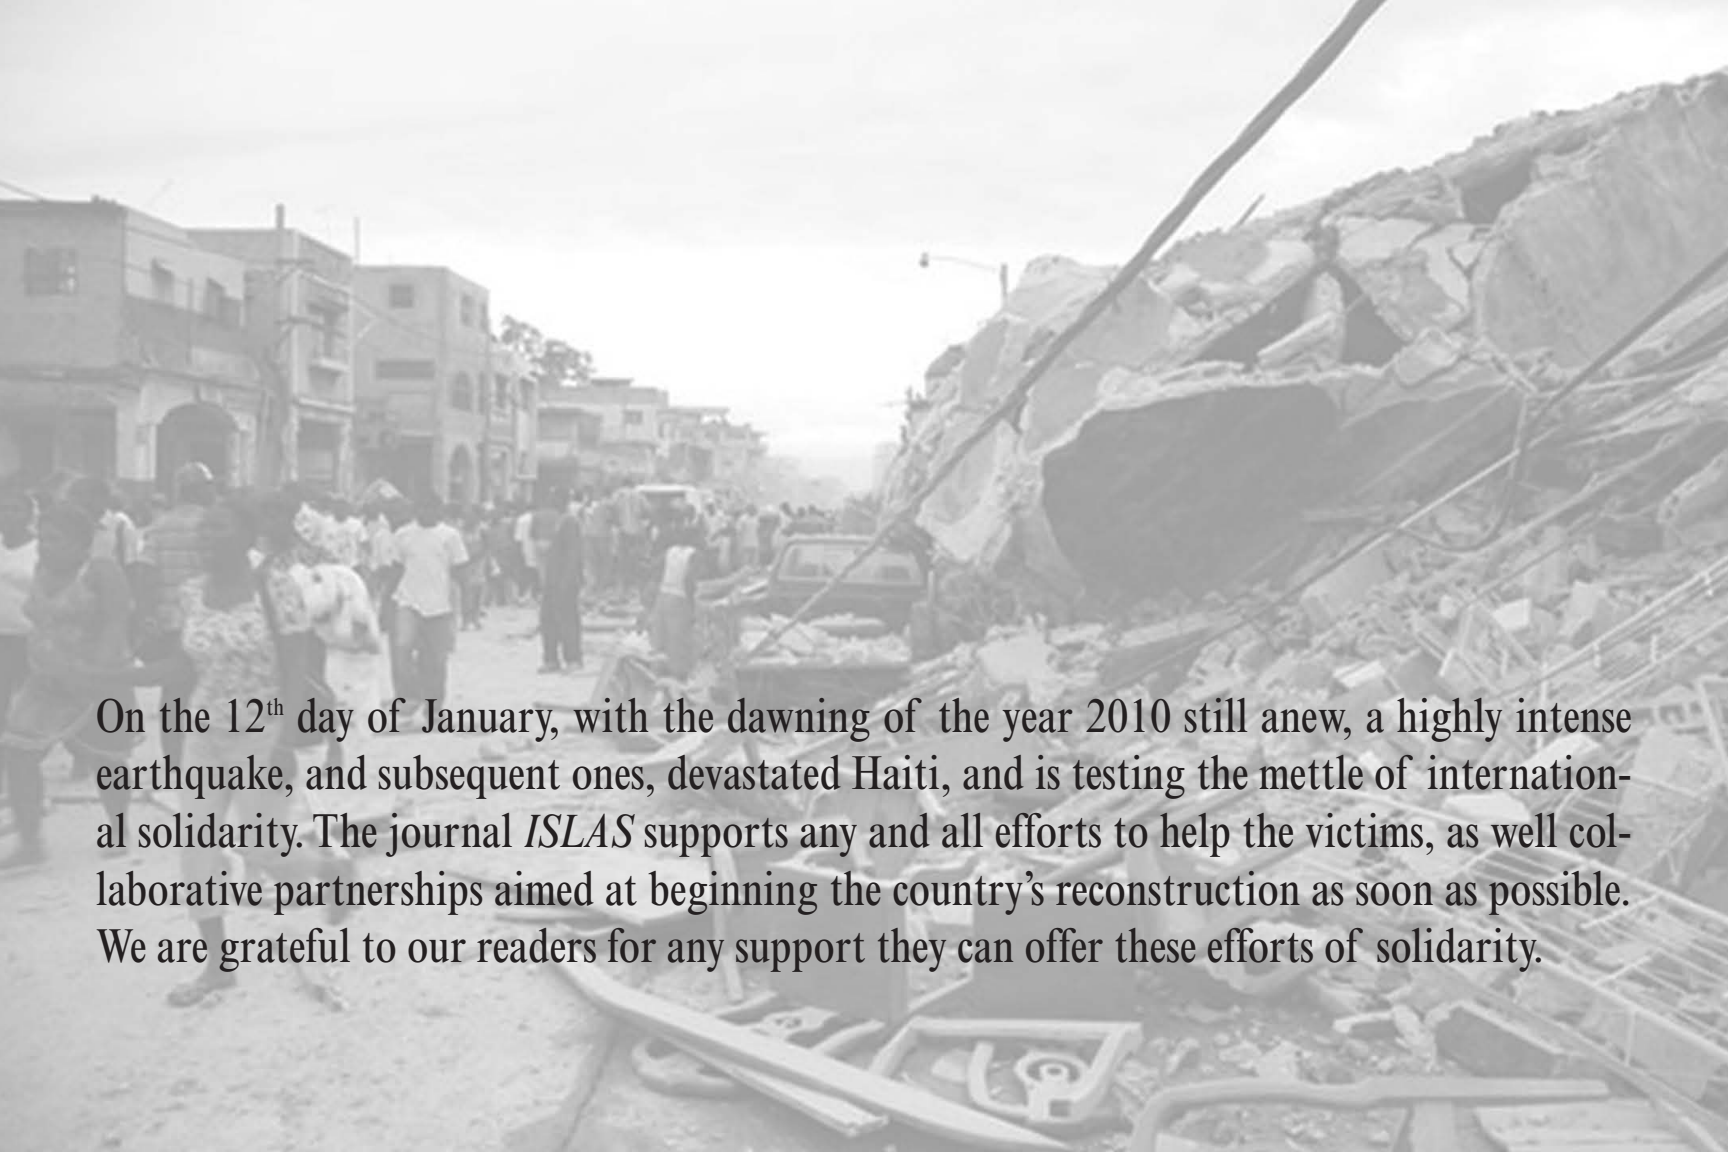 On the 12th day of January, with the dawning of the year 2010 still anew, a highly intense
earthquake, and subsequent ones, devastated Haiti, and is testing the mettle of internation-
al solidarity. The journal ISLAS supports any and all efforts to help the victims, as well col-
laborative partnerships aimed at beginning the country’s reconstruction as soon as possible.
We are grateful to our readers for any support they can offer these efforts of solidarity.